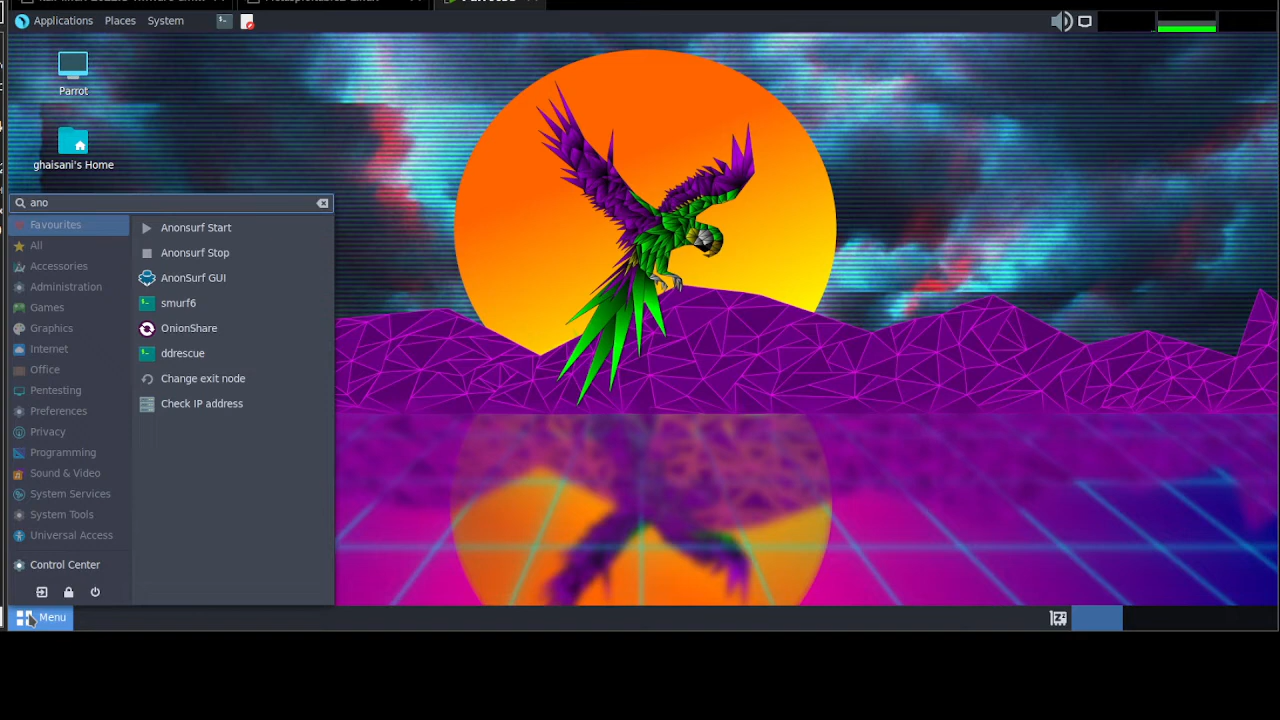 Applications Places System
Parrot
ghaisani's Home
ano
Favourites
All
Accessories
Administration
Games
Graphics
Internet
Office
Pentesting
Preferences
Privacy
Programming
Sound & Video
System Services
System Tools
Universal Access
Control Center
Anonsurf Start
Anonsurf Stop
AnonSurf GUI
smurf6
OnionShare
ddrescue
Change exit node
Check IP address
Menu